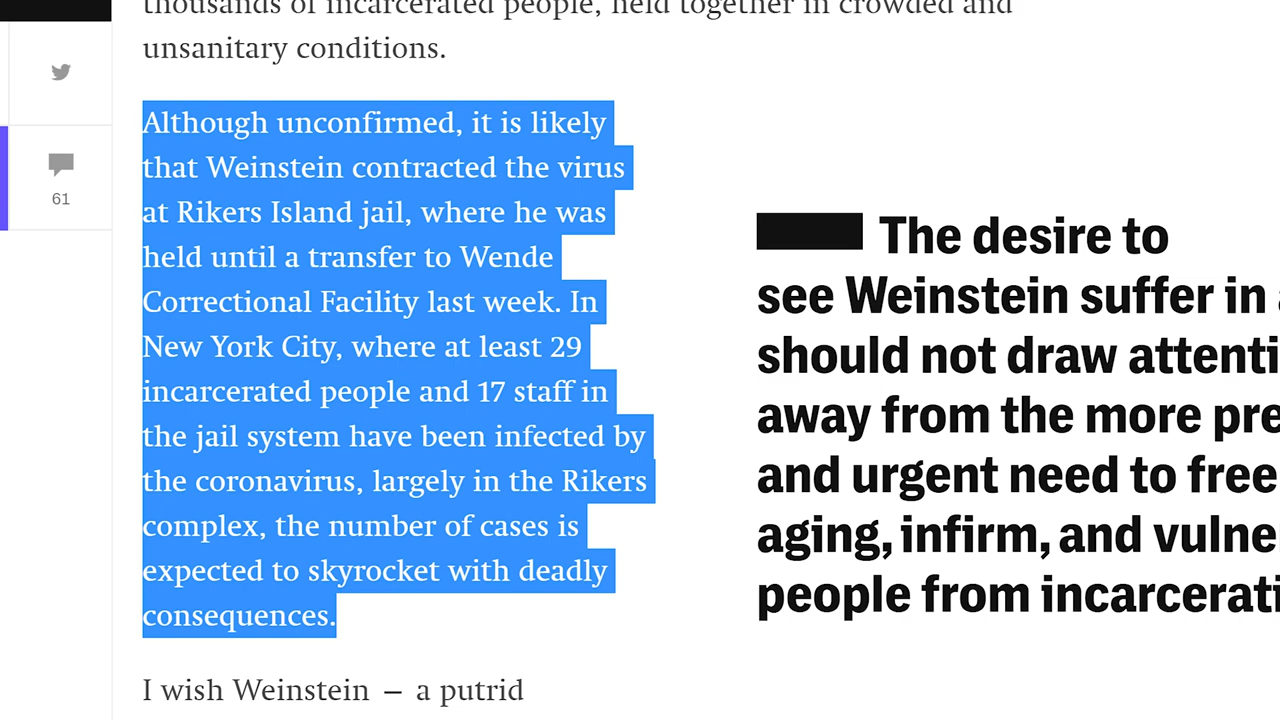 thousands of incarcerated people, held together in crowded and
unsanitary conditions.
61
Although unconfirmed, it is likely
that Weinstein contracted the virus
at Rikers Island jail, where he was
held until a transfer to Wende
Correctional Facility last week. In
New York City, where at least 29
incarcerated people and 17 staff in
the jail system have been infected by
the coronavirus, largely in the Rikers
complex, the number of cases is
expected to skyrocket with deadly
consequences.
I wish Weinstein — a putrid
The desire to
see Weinstein suffer in
should not draw attenti
away from the more pre
and urgent need to free
aging, infirm, and vulne
people from incarcerati